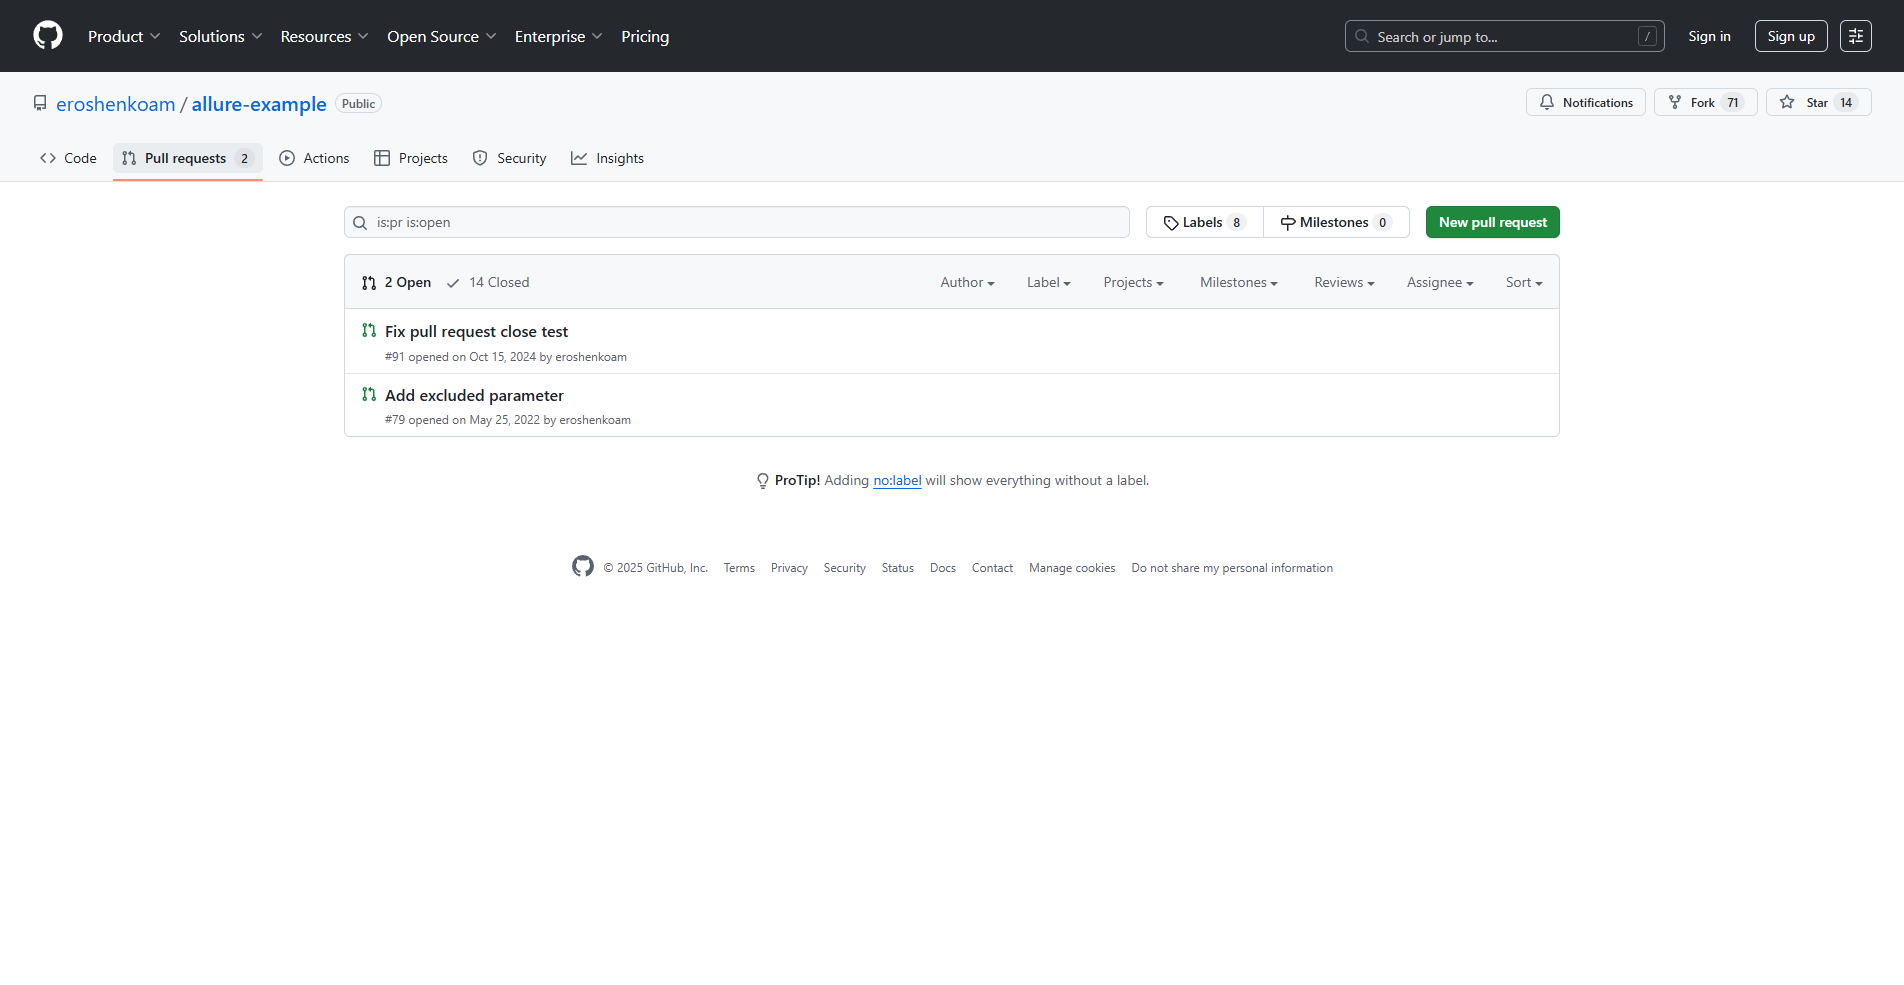 Product Solutions Resources Open Source Enterprise Pricing Search or jump to... / Sign in Sign up
eroshenkoam / allure-example Public Notifications Fork 71 Star 14
Code Pull requests 2 Actions Projects Security Insights
is:pr is:open Labels 8 Milestones 0 New pull request
2 Open 14 Closed Author Label Projects Milestones Reviews Assignee Sort
Fix pull request close test
#91 opened on Oct 15, 2024 by eroshenkoam
Add excluded parameter
#79 opened on May 25, 2022 by eroshenkoam
ProTip! Adding no:label will show everything without a label.
© 2025 GitHub, Inc. Terms Privacy Security Status Docs Contact Manage cookies Do not share my personal information